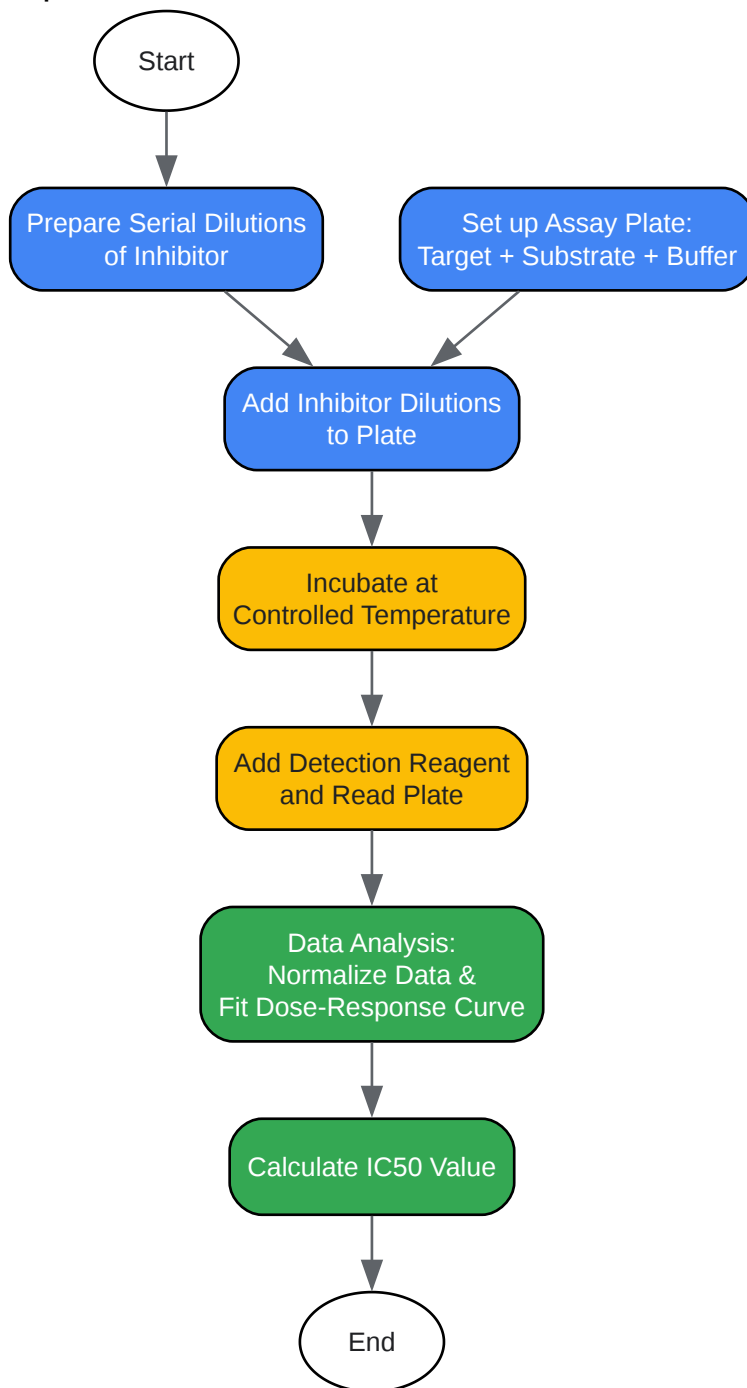 Start
Prepare Serial Dilutions
of Inhibitor
Set up Assay Plate:
Target + Substrate + Buffer
Add Inhibitor Dilutions
to Plate
Incubate at
Controlled Temperature
Add Detection Reagent
and Read Plate
Data Analysis:
Normalize Data &
Fit Dose-Response Curve
Calculate IC50 Value
End